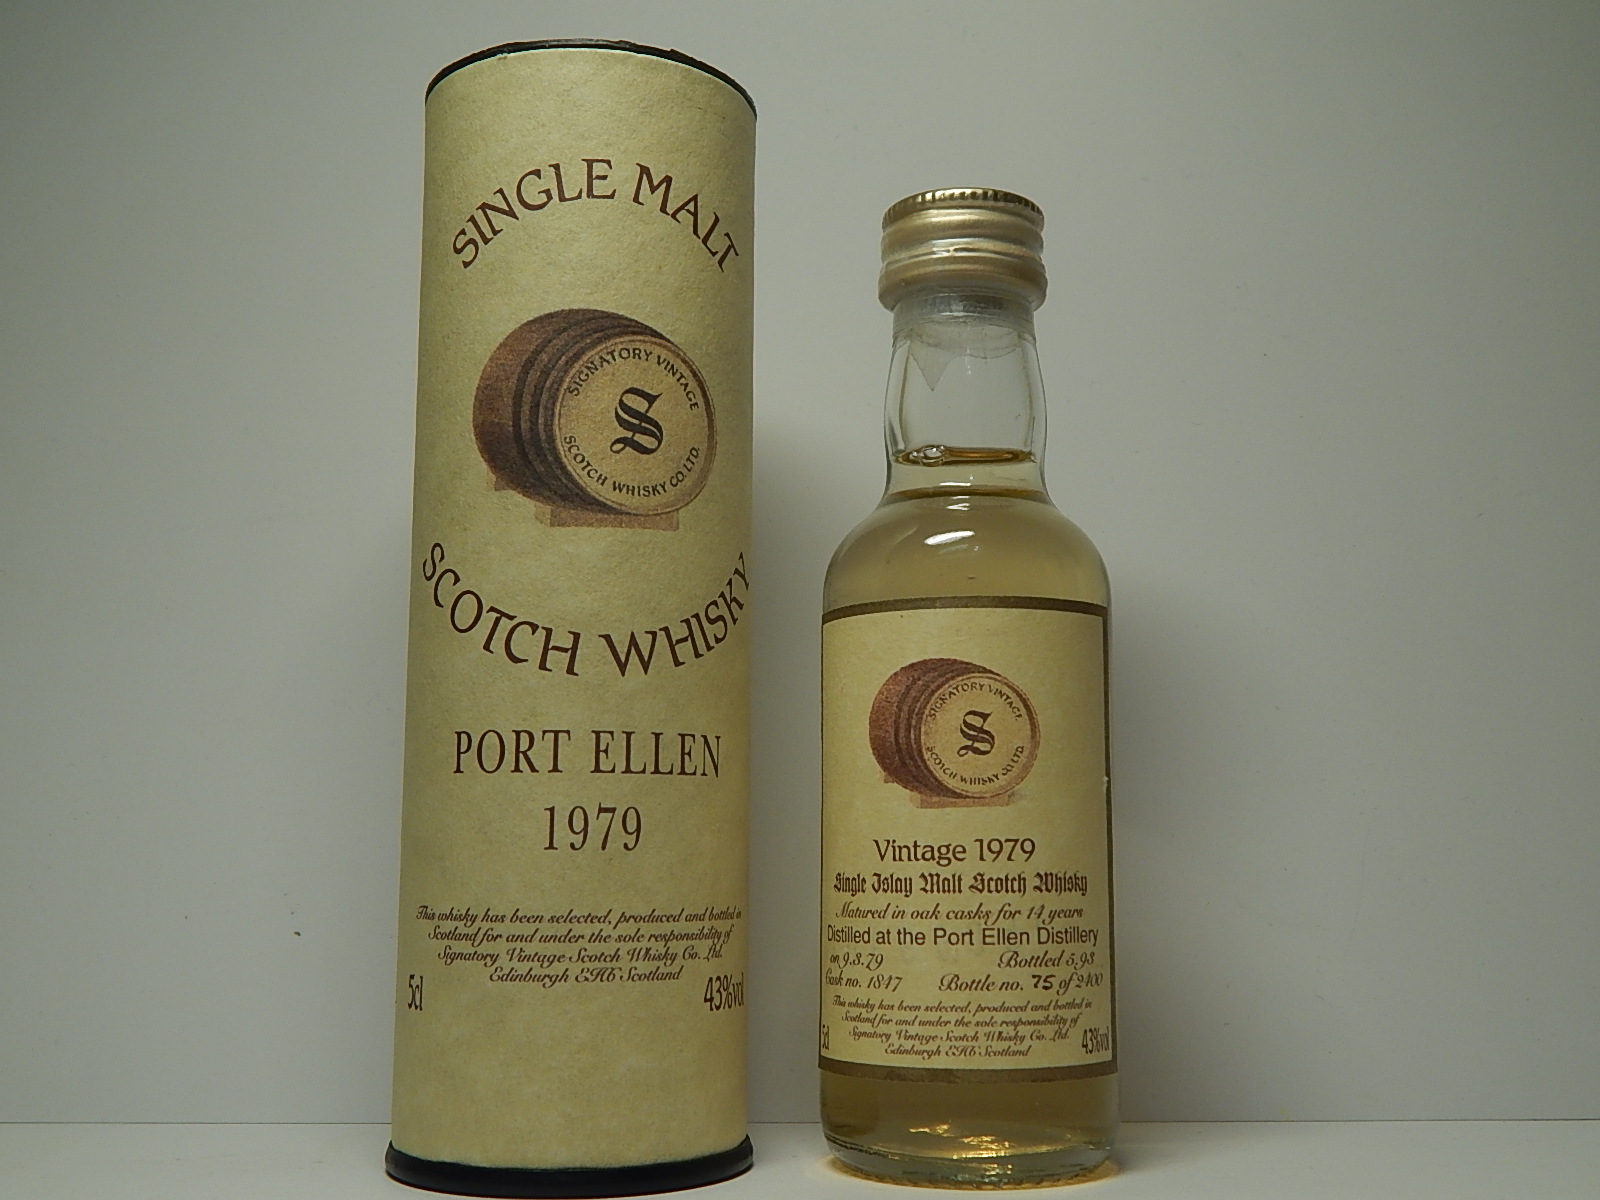 SINGLE MALT
SIGNATORY VINTAGE
S
SCOTCH WHISKY CO. LTD.
SCOTCH WHISKY
PORT ELLEN
1979
This whisky has been selected, produced and bottled in
Scotland for and under the sole responsibility of
Signatory Vintage Scotch Whisky Co. Ltd.
Edinburgh EH6 Scotland
5cl 43%vol
SIGNATORY VINTAGE
S
SCOTCH WHISKY CO. LTD.
Vintage 1979
Single Islay Malt Scotch Whisky
Matured in oak casks for 14 years
Distilled at the Port Ellen Distillery
on 9.3.79 Bottled 5.93
Cask no. 1847 Bottle no. 75 of 2400
This whisky has been selected, produced and bottled in
Scotland for and under the sole responsibility of
Signatory Vintage Scotch Whisky Co. Ltd.
Edinburgh EH6 Scotland
5cl 43%vol